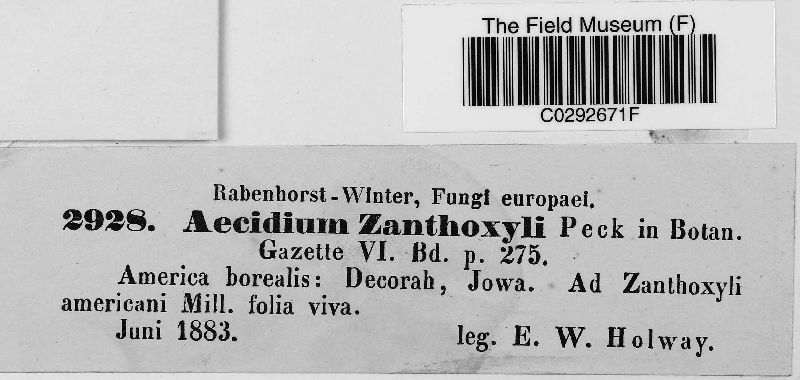 The Field Museum (F)
C0292671F
Rabenhorst-Winter, Fungi europaei.
2928. Aecidium Zanthoxyli Peck in Botan.
Gazette VI. Bd. p. 275.
America borealis: Decorah, Jowa. Ad Zanthoxyli
americani Mill. folia viva.
Juni 1883.
leg. E. W. Holway.